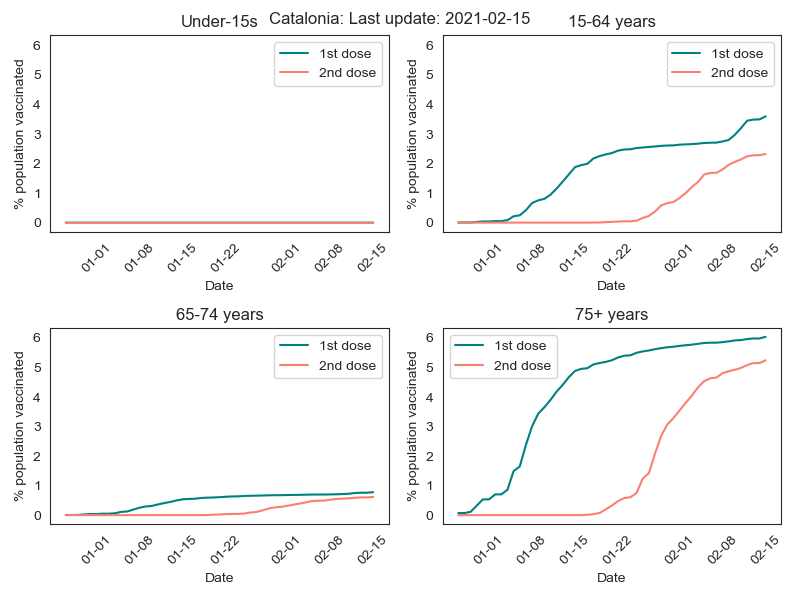 Catalonia: Last update: 2021-02-15
Under-15s
% population vaccinated
6
5
4
3
2
1
0
1st dose
2nd dose
01-01
01-08
01-15
01-22
02-01
02-08
02-15
Date
15-64 years
% population vaccinated
6
5
4
3
2
1
0
1st dose
2nd dose
01-01
01-08
01-15
01-22
02-01
02-08
02-15
Date
65-74 years
% population vaccinated
6
5
4
3
2
1
0
1st dose
2nd dose
01-01
01-08
01-15
01-22
02-01
02-08
02-15
Date
75+ years
% population vaccinated
6
5
4
3
2
1
0
1st dose
2nd dose
01-01
01-08
01-15
01-22
02-01
02-08
02-15
Date